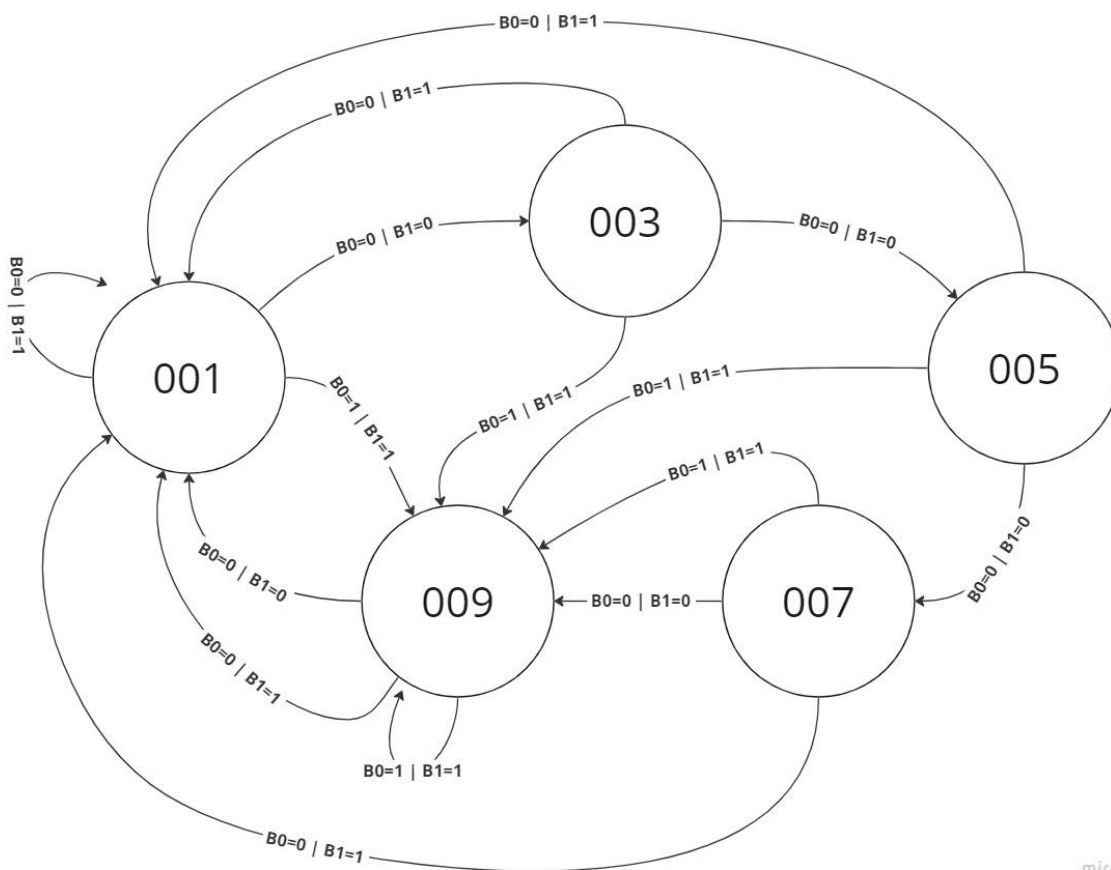 B0=0 | B1=1
B0=0 | B1=1
003
B0=0 | B1=0
B0=0 | B1=0
B0=0 | B1=1
001
005
B0=1 | B1=1
B0=1 | B1=1
B0=1 | B1=1
B0=1 | B1=1
009
007
B0=0 | B1=0
B0=0 | B1=0
B0=0 | B1=0
B0=0 | B1=1
B0=1 | B1=1
B0=0 | B1=1